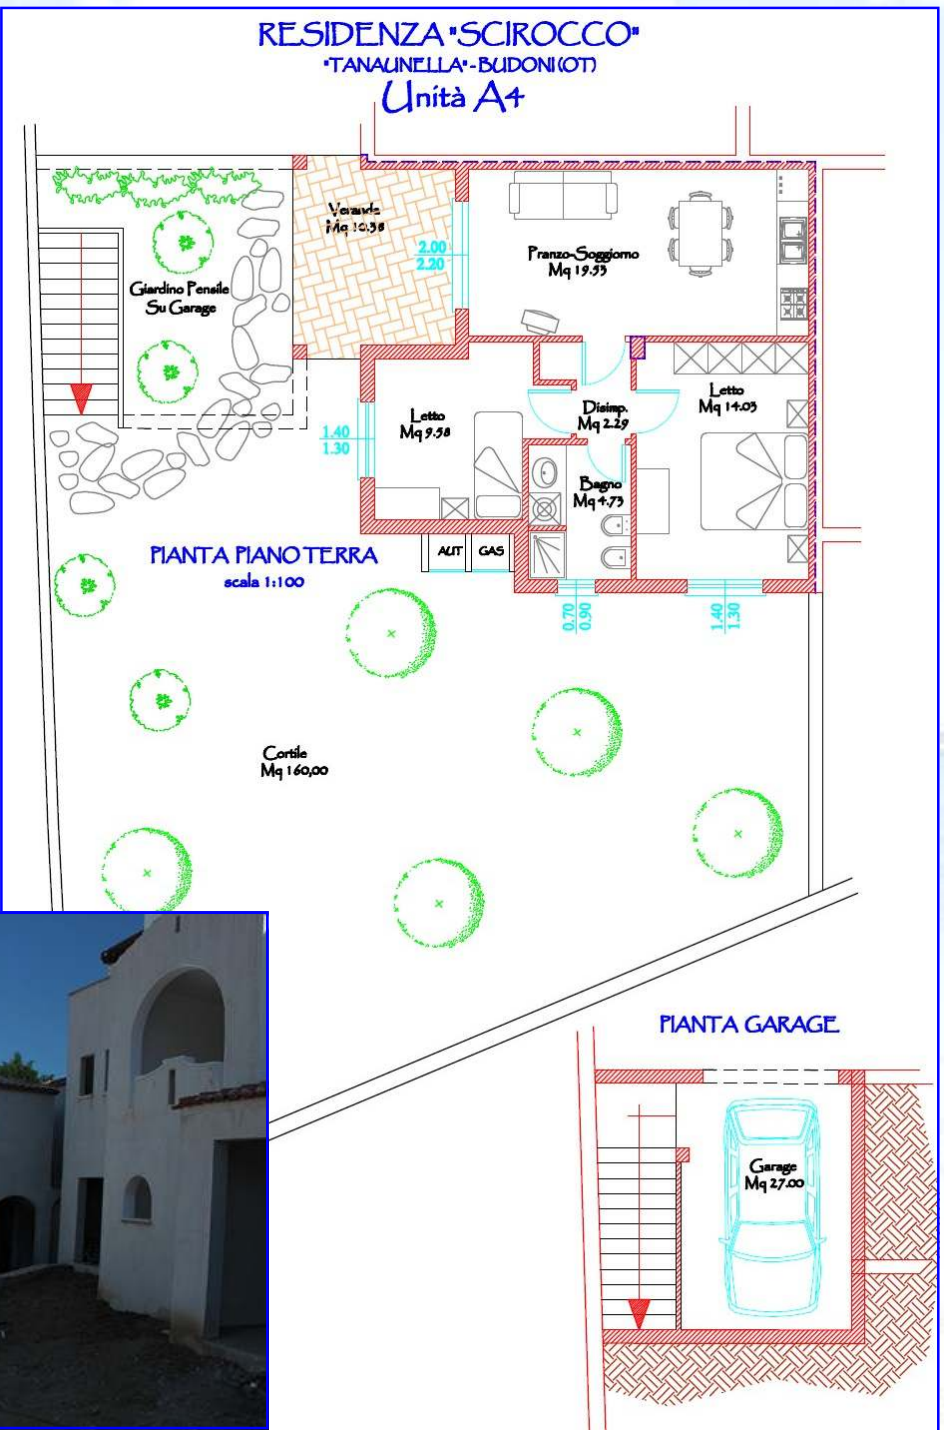 RESIDENZA "SCIROCCO"
"TANAUNELLA" - BUDONI (OT)
Unità A4
Veranda
Mq 10.38
2.00
2.20
Pranzo-Soggiorno
Mq 19.53
Giardino Pensile
Su Garage
Letto
Mq 9.58
1.40
1.30
Disimp.
Mq 2.29
Letto
Mq 14.03
Bagno
Mq 4.73
AUT
GAS
PIANTA PIANO TERRA
scala 1:100
0.70
0.90
1.40
1.30
Cortile
Mq 160,00
PIANTA GARAGE
Garage
Mq 27.00